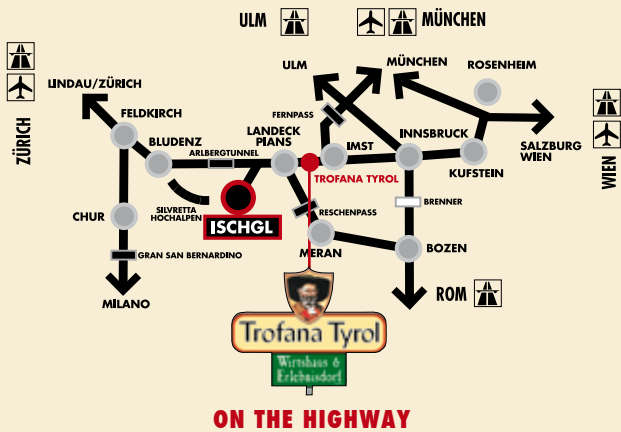 ULM
MÜNCHEN
ZÜRICH
LINDAU/ZÜRICH
ULM
MÜNCHEN
ROSENHEIM
FERNPASS
FELDKIRCH
BLUDENZ
ARLBERGTUNNEL
LANDECK
PIANS
IMST
INNSBRUCK
KUFSTEIN
SALZBURG
WIEN
WIEN
TROFANA TYROL
SILVRETTA
HOCHALPEN
ISCHGL
RESCHENPASS
BRENNER
CHUR
GRAN SAN BERNARDINO
MERAN
BOZEN
MILANO
ROM
Trofana Tyrol
Wirtshaus &
Erlebnisdorf
ON THE HIGHWAY